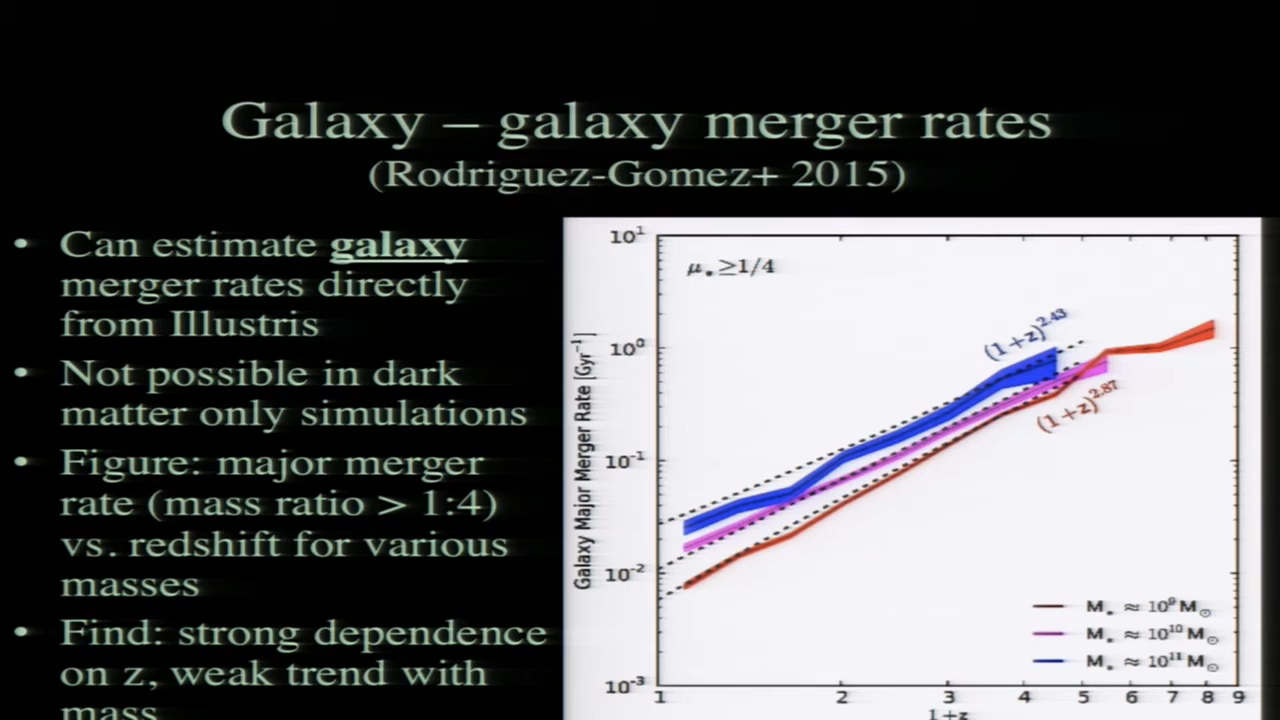 Galaxy – galaxy merger rates
(Rodriguez-Gomez+ 2015)
• Can estimate galaxy
merger rates directly
from Illustris
• Not possible in dark
matter only simulations
• Figure: major merger
rate (mass ratio > 1:4)
vs. redshift for various
masses
• Find: strong dependence
on z, weak trend with
mass
10¹
10⁰
10⁻¹
10⁻²
10⁻³
Galaxy Major Merger Rate [Gyr⁻¹]
μ⁎≥1/4
(1+z)²·⁴³
(1+z)²·⁸⁷
M⁎ ≈ 10⁹ M⊙
M⁎ ≈ 10¹⁰ M⊙
M⁎ ≈ 10¹¹ M⊙
1 2 3 4 5 6 7 8 9
1+z